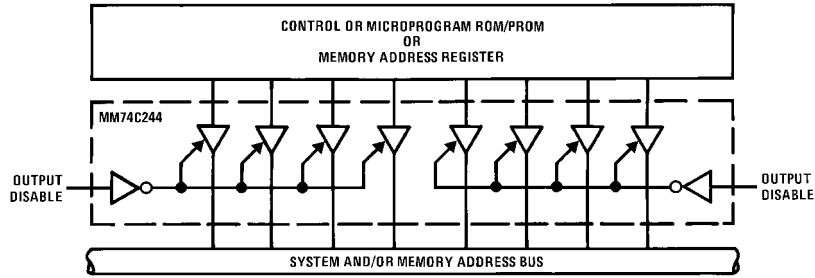 CONTROL OR MICROPROGRAM ROM/PROM
OR
MEMORY ADDRESS REGISTER
MM74C244
OUTPUT
DISABLE
OUTPUT
DISABLE
SYSTEM AND/OR MEMORY ADDRESS BUS